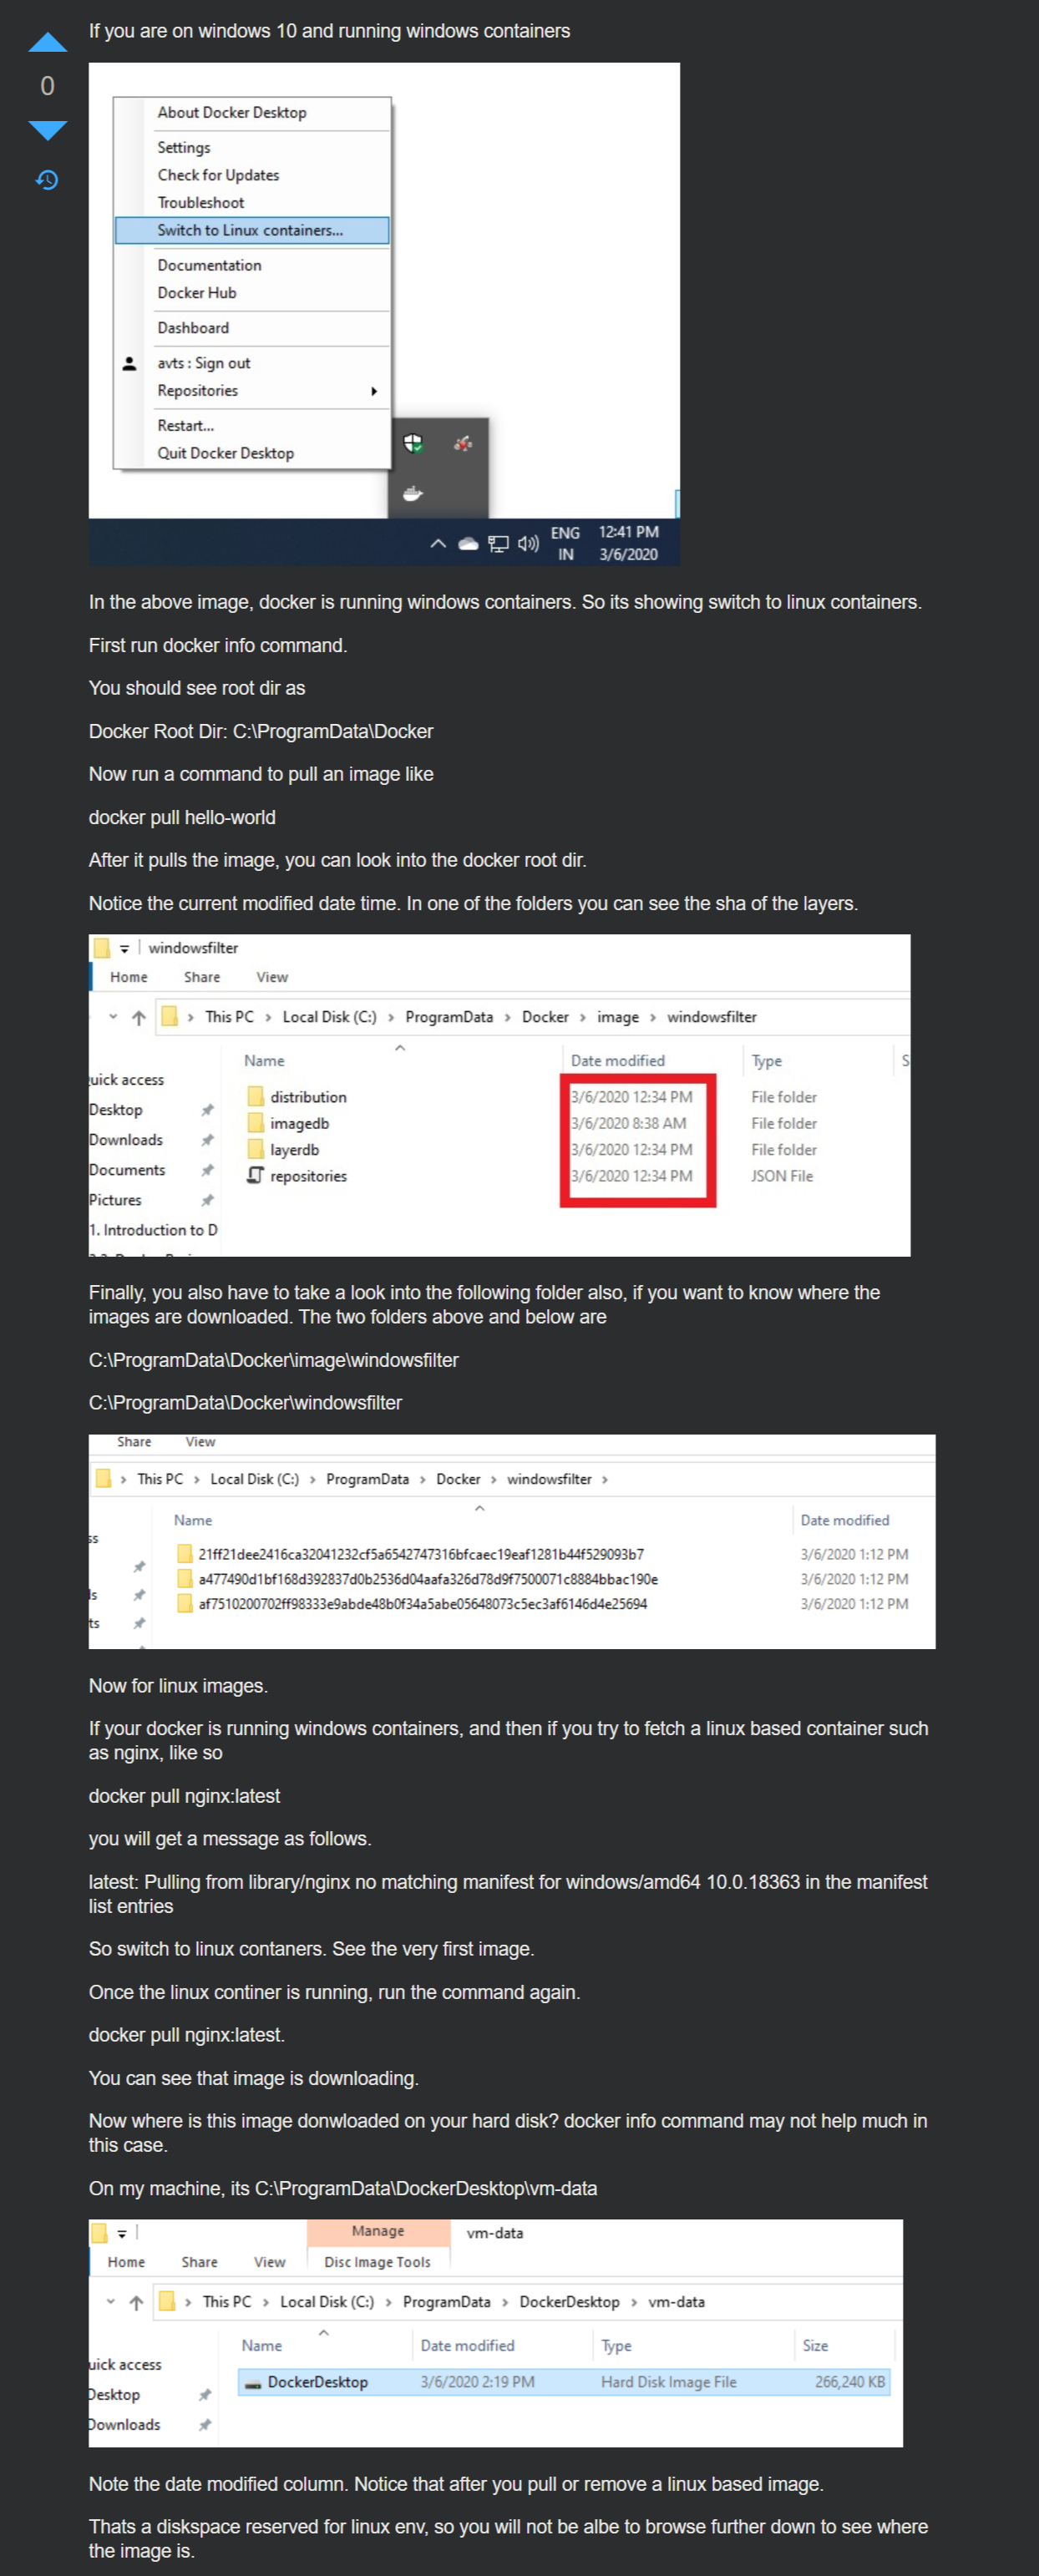 If you are on windows 10 and running windows containers
0
About Docker Desktop
Settings
Check for Updates
Troubleshoot
Switch to Linux containers...
Documentation
Docker Hub
Dashboard
avts : Sign out
Repositories
Restart...
Quit Docker Desktop
ENG 12:41 PM
IN 3/6/2020
In the above image, docker is running windows containers. So its showing switch to linux containers.
First run docker info command.
You should see root dir as
Docker Root Dir: C:\ProgramData\Docker
Now run a command to pull an image like
docker pull hello-world
After it pulls the image, you can look into the docker root dir.
Notice the current modified date time. In one of the folders you can see the sha of the layers.
windowsfilter
Home Share View
This PC > Local Disk (C:) > ProgramData > Docker > image > windowsfilter
Name Date modified Type S
uick access
distribution 3/6/2020 12:34 PM File folder
Desktop
imagedb 3/6/2020 8:38 AM File folder
Downloads
layerdb 3/6/2020 12:34 PM File folder
Documents
repositories 3/6/2020 12:34 PM JSON File
Pictures
1. Introduction to D
Finally, you also have to take a look into the following folder also, if you want to know where the
images are downloaded. The two folders above and below are
C:\ProgramData\Docker\image\windowsfilter
C:\ProgramData\Docker\windowsfilter
Share View
This PC > Local Disk (C:) > ProgramData > Docker > windowsfilter >
Name Date modified
ss
21ff21dee2416ca32041232cf5a6542747316bfcaec19eaf1281b44f529093b7 3/6/2020 1:12 PM
a477490d1bf168d392837d0b2536d04aafa326d78d9f7500071c8884bbac190e 3/6/2020 1:12 PM
ls
af7510200702ff98333e9abde48b0f34a5abe05648073c5ec3af6146d4e25694 3/6/2020 1:12 PM
ts
Now for linux images.
If your docker is running windows containers, and then if you try to fetch a linux based container such
as nginx, like so
docker pull nginx:latest
you will get a message as follows.
latest: Pulling from library/nginx no matching manifest for windows/amd64 10.0.18363 in the manifest
list entries
So switch to linux contaners. See the very first image.
Once the linux continer is running, run the command again.
docker pull nginx:latest.
You can see that image is downloading.
Now where is this image donwloaded on your hard disk? docker info command may not help much in
this case.
On my machine, its C:\ProgramData\DockerDesktop\vm-data
Manage vm-data
Home Share View Disc Image Tools
This PC > Local Disk (C:) > ProgramData > DockerDesktop > vm-data
Name Date modified Type Size
uick access
DockerDesktop 3/6/2020 2:19 PM Hard Disk Image File 266,240 KB
Desktop
Downloads
Note the date modified column. Notice that after you pull or remove a linux based image.
Thats a diskspace reserved for linux env, so you will not be albe to browse further down to see where
the image is.